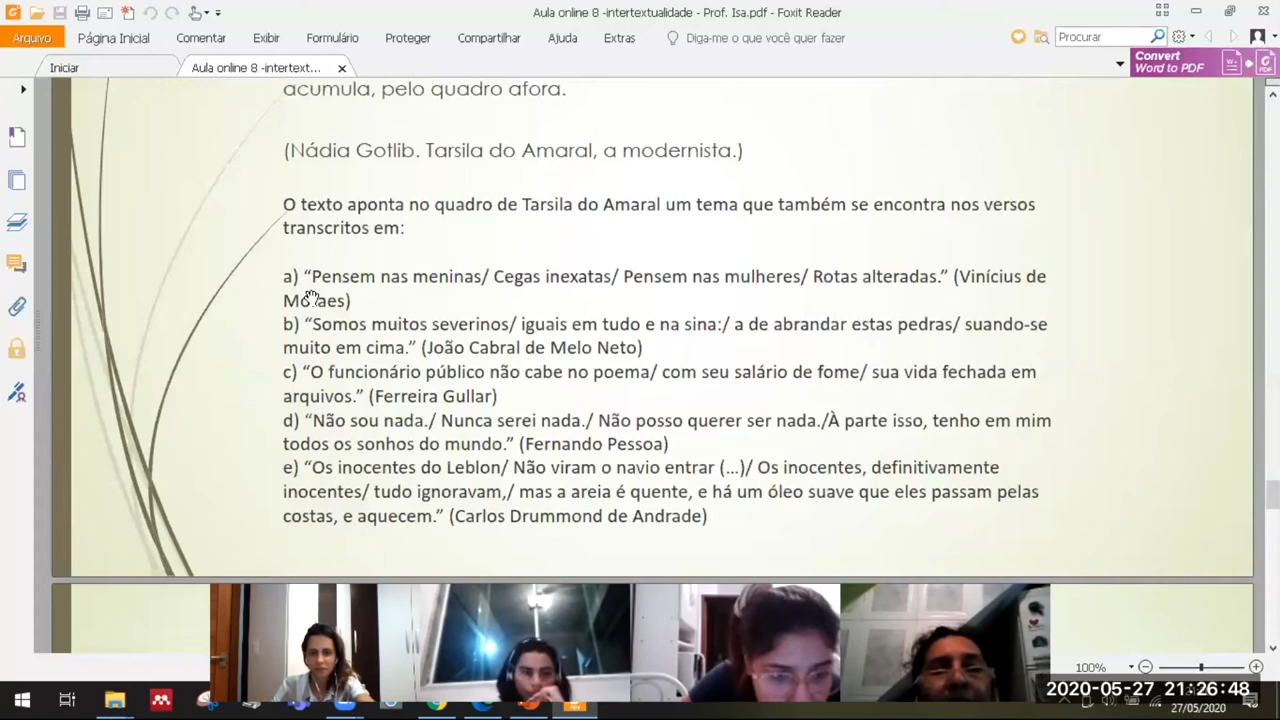 Aula online 8 -intertextualidade - Prof. Isa.pdf - Foxit Reader
Arquivo Página Inicial Comentar Exibir Formulário Proteger Compartilhar Ajuda Extras Diga-me o que você quer fazer Procurar
Iniciar Aula online 8 -intertext... Convert Word to PDF
acumula, pelo quadro afora.
(Nádia Gotlib. Tarsila do Amaral, a modernista.)
O texto aponta no quadro de Tarsila do Amaral um tema que também se encontra nos versos
transcritos em:
a) “Pensem nas meninas/ Cegas inexatas/ Pensem nas mulheres/ Rotas alteradas.” (Vinícius de
Moraes)
b) “Somos muitos severinos/ iguais em tudo e na sina:/ a de abrandar estas pedras/ suando-se
muito em cima.” (João Cabral de Melo Neto)
c) “O funcionário público não cabe no poema/ com seu salário de fome/ sua vida fechada em
arquivos.” (Ferreira Gullar)
d) “Não sou nada./ Nunca serei nada./ Não posso querer ser nada./À parte isso, tenho em mim
todos os sonhos do mundo.” (Fernando Pessoa)
e) “Os inocentes do Leblon/ Não viram o navio entrar (...)/ Os inocentes, definitivamente
inocentes/ tudo ignoravam,/ mas a areia é quente, e há um óleo suave que eles passam pelas
costas, e aquecem.” (Carlos Drummond de Andrade)
100%
2020-05-27 21:26:48
27/05/2020